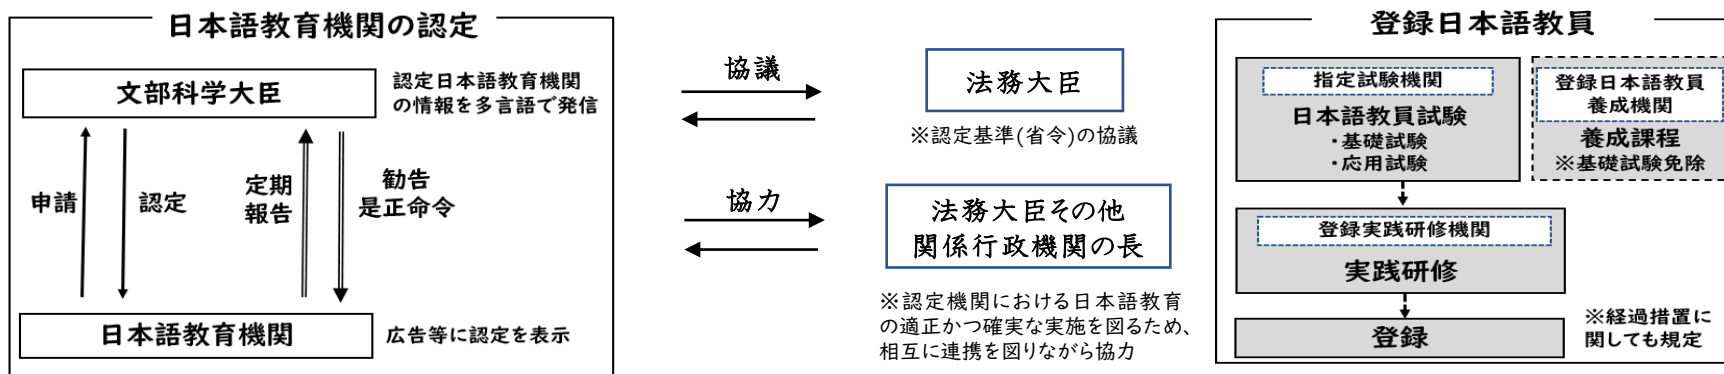 日本語教育機関の認定
文部科学大臣
認定日本語教育機関
の情報を多言語で発信
申請
認定
定期
報告
勧告
是正命令
日本語教育機関
広告等に認定を表示
協議
法務大臣
※認定基準(省令)の協議
協力
法務大臣その他
関係行政機関の長
※認定機関における日本語教育
の適正かつ確実な実施を図るため、
相互に連携を図りながら協力
登録日本語教員
指定試験機関
日本語教員試験
・基礎試験
・応用試験
登録日本語教員
養成機関
養成課程
※基礎試験免除
登録実践研修機関
実践研修
登録
※経過措置に
関しても規定